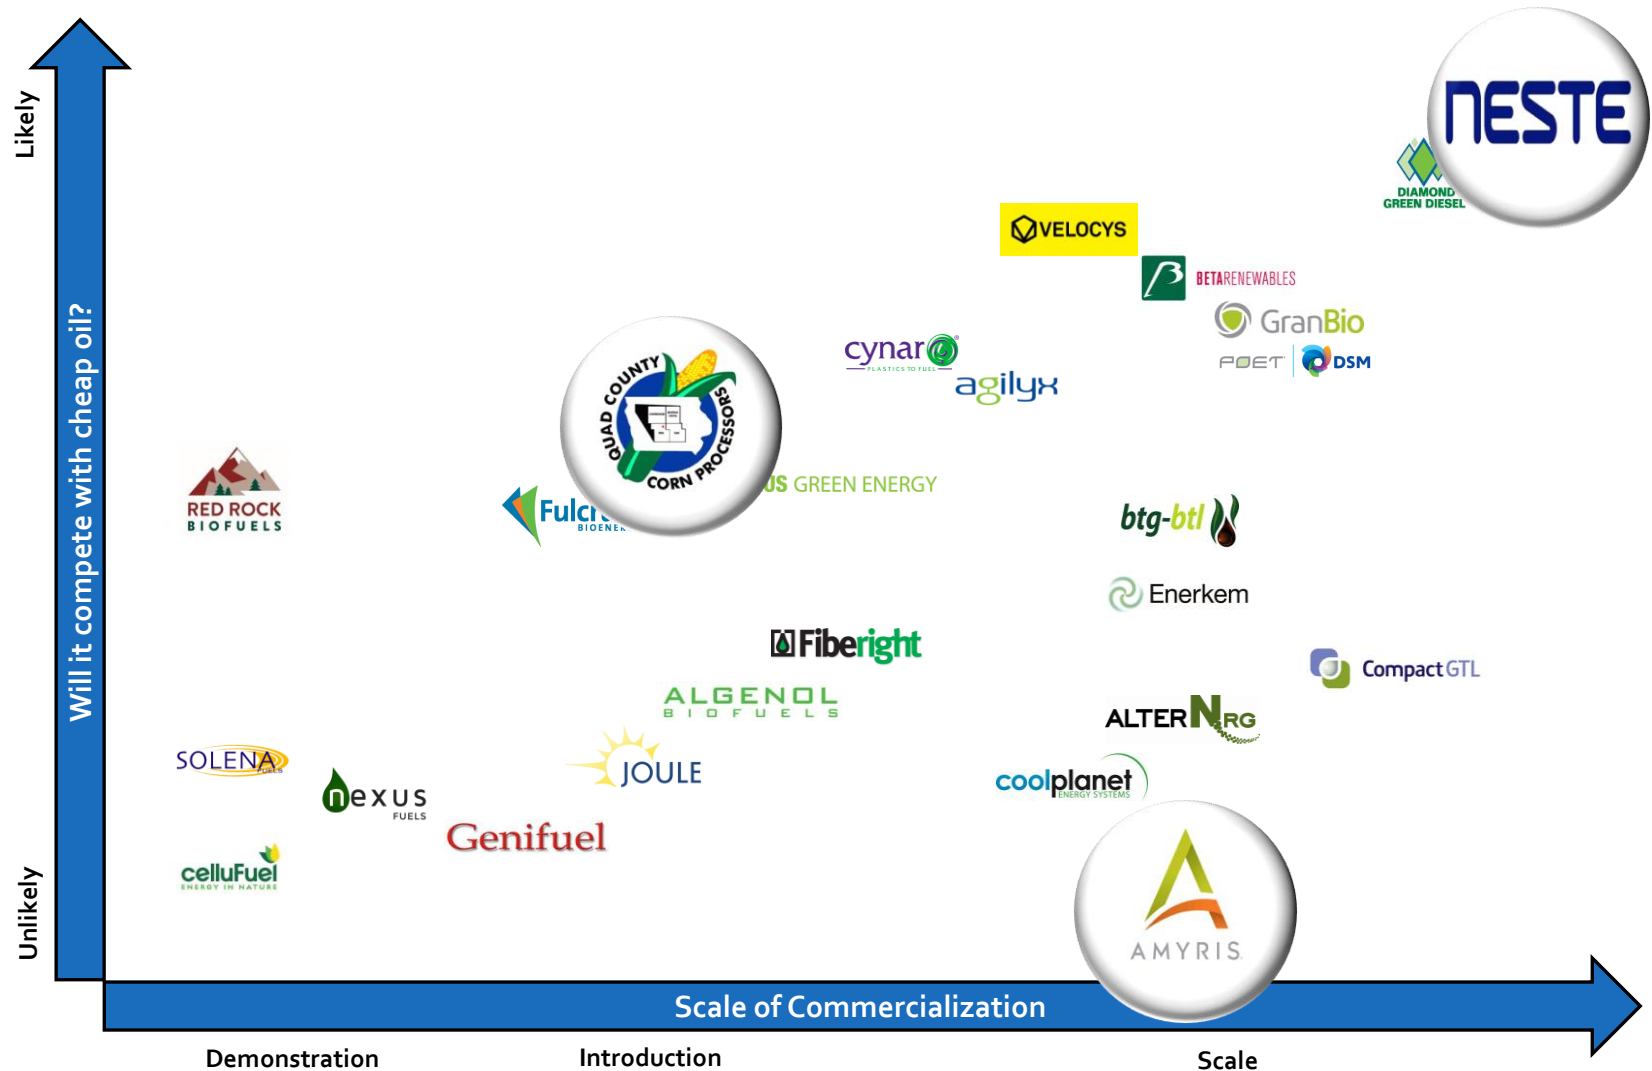 Likely
Will it compete with cheap oil?
Unlikely
NESTE
DIAMOND
GREEN DIESEL
VELOCYS
BETARENEWABLES
GranBio
POET
DSM
cynar
PLASTICS TO FUEL
agilyx
QUAD COUNTY
CORN PROCESSORS
US GREEN ENERGY
RED ROCK
BIOFUELS
Fulcr
BIOENER
btg-btl
Enerkem
Fiberight
CompactGTL
ALGENOL
BIOFUELS
ALTER NRG
SOLENA
FUELS
JOULE
nexus
FUELS
coolplanet
ENERGY SYSTEMS
Genifuel
celluFuel
ENERGY IN NATURE
AMYRIS
Scale of Commercialization
Demonstration
Introduction
Scale